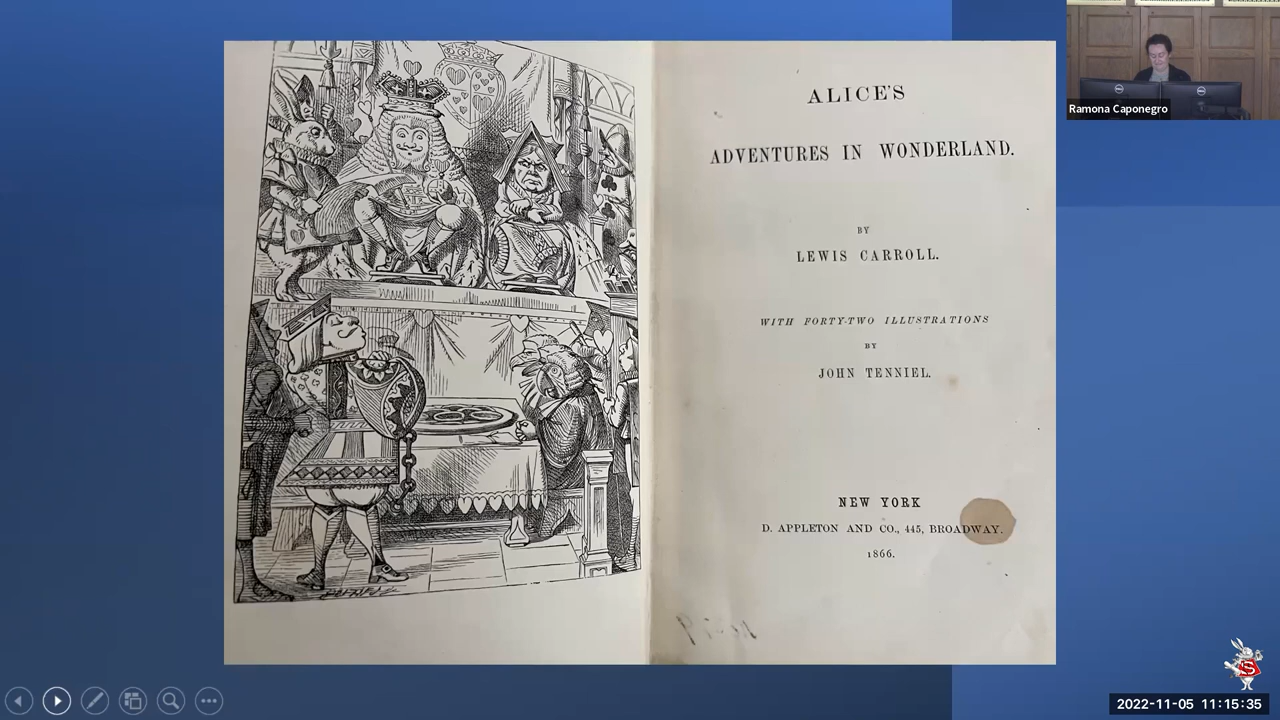 ALICE'S
ADVENTURES IN WONDERLAND.
BY
LEWIS CARROLL.
WITH FORTY-TWO ILLUSTRATIONS
BY
JOHN TENNIEL.
NEW YORK
D. APPLETON AND CO., 445, BROADWAY.
1866.
Ramona Caponegro
2022-11-05 11:15:35